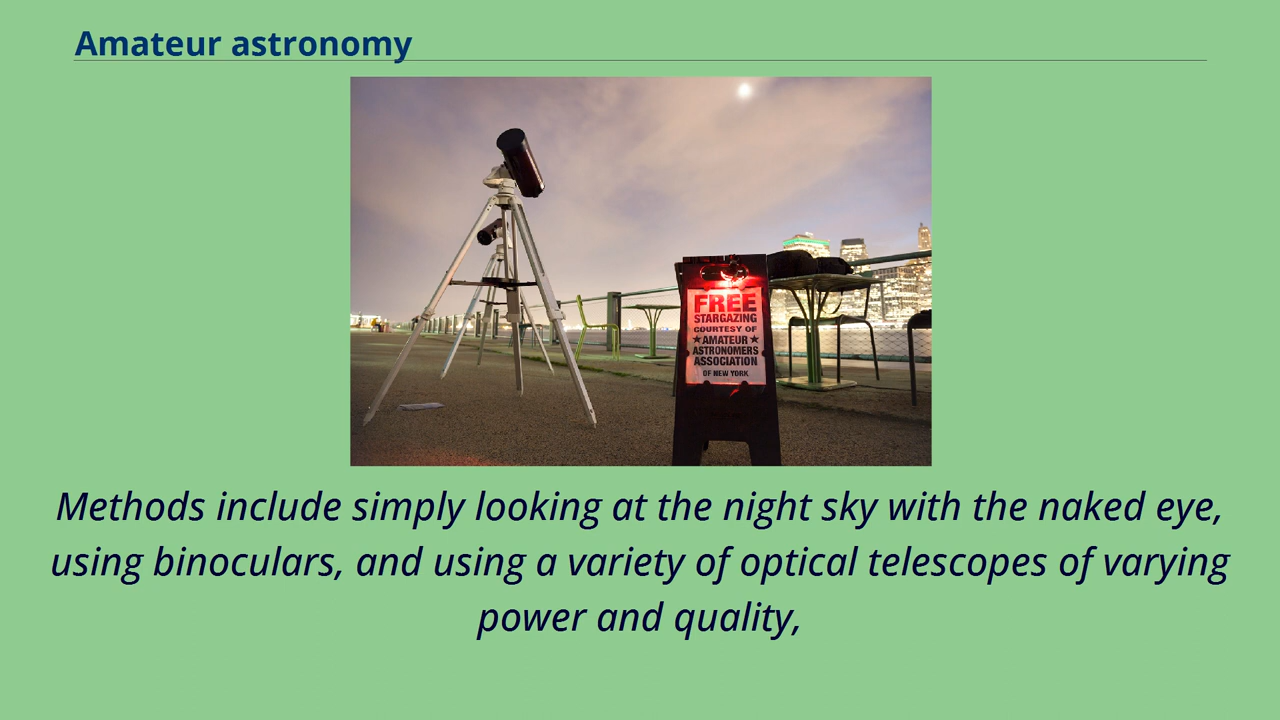 Amateur astronomy
FREE
STARGAZING
COURTESY OF
★AMATEUR★
ASTRONOMERS
ASSOCIATION
OF NEW YORK
Methods include simply looking at the night sky with the naked eye,
using binoculars, and using a variety of optical telescopes of varying
power and quality,